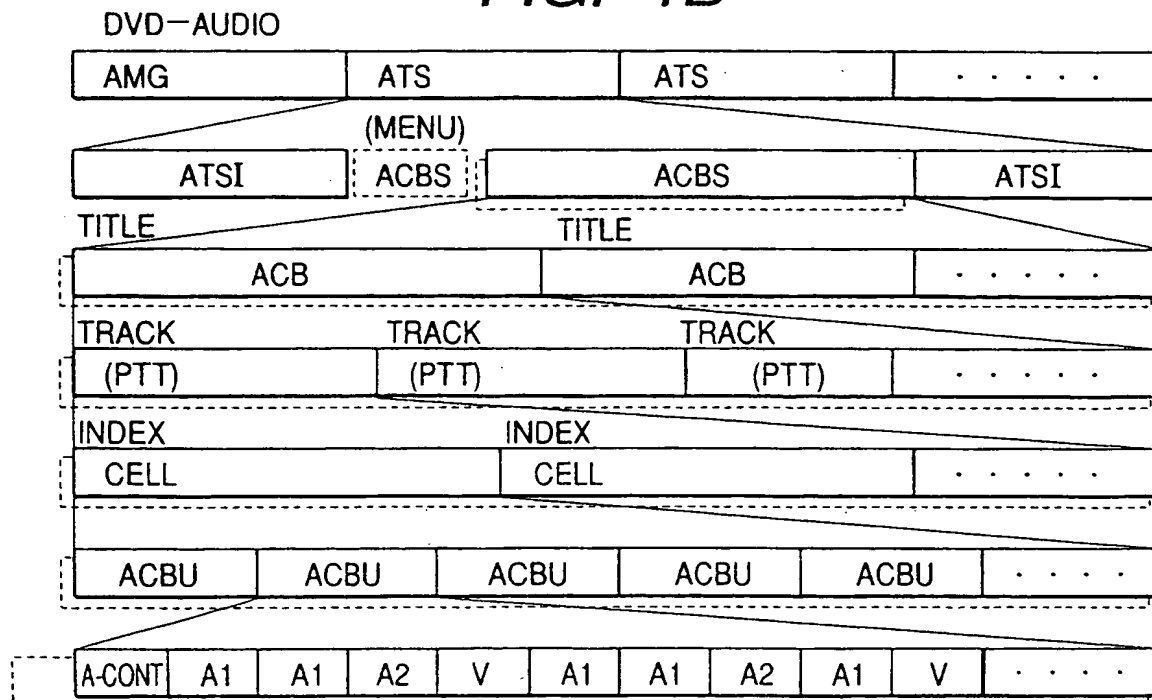 DVD-AUDIO
AMG ATS ATS · · · · ·
(MENU)
ATSI ACBS ACBS ATSI
TITLE TITLE
ACB ACB · · · · ·
TRACK TRACK TRACK
(PTT) (PTT) (PTT) · · · · ·
INDEX INDEX
CELL CELL · · · · ·
ACBU ACBU ACBU ACBU ACBU · · · ·
A-CONT A1 A1 A2 V A1 A1 A2 A1 V · · · ·